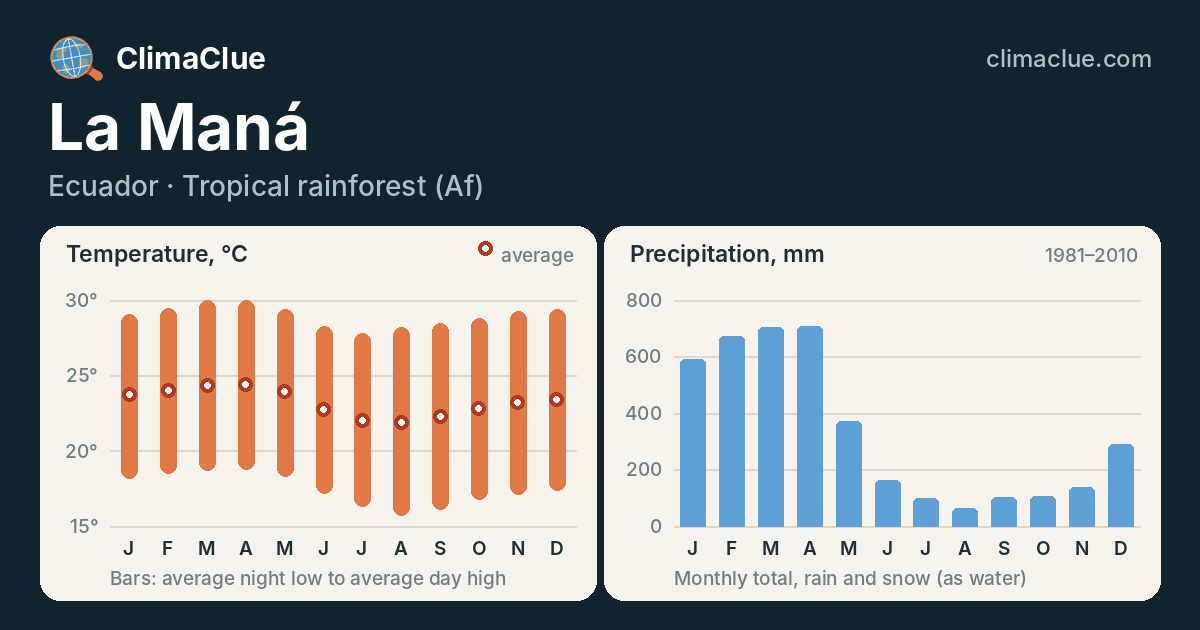 ClimaClue
climaclue.com
La Maná
Ecuador · Tropical rainforest (Af)
Temperature, °C
average
30°
25°
20°
15°
J F M A M J J A S O N D
Bars: average night low to average day high
Precipitation, mm
1981–2010
800
600
400
200
0
J F M A M J J A S O N D
Monthly total, rain and snow (as water)